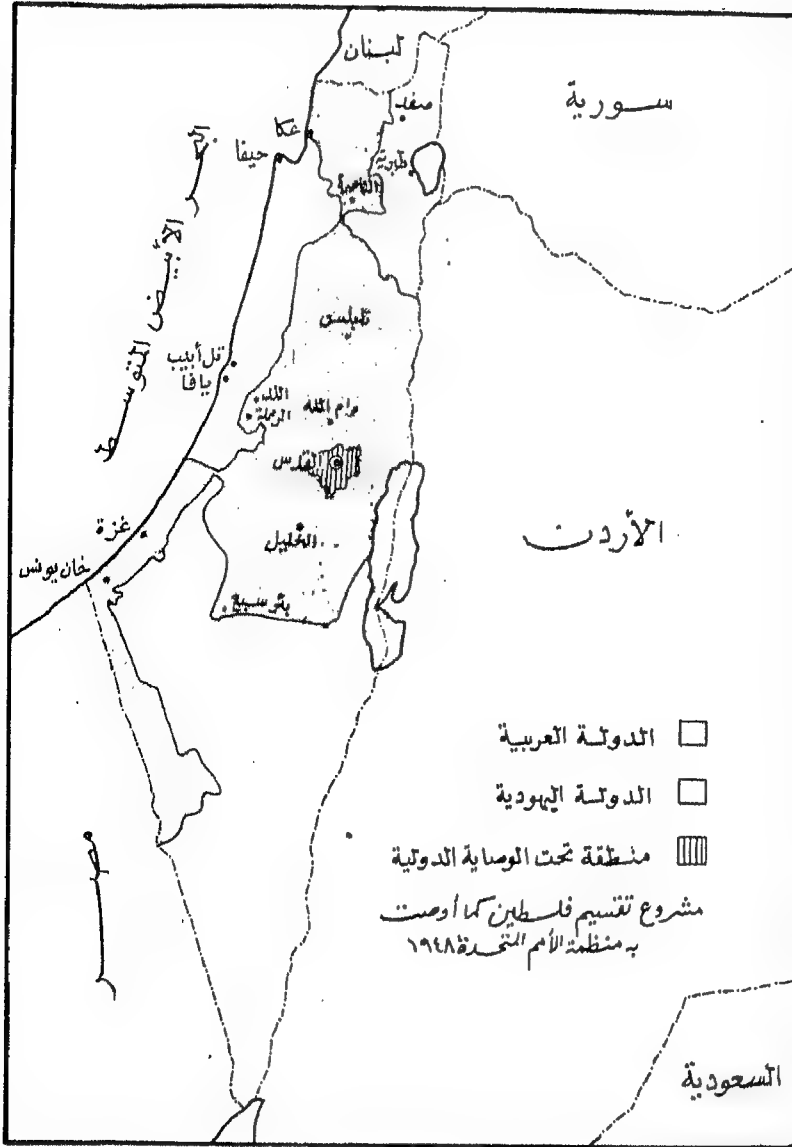 لبنان
سورية
صفد
عكا
حيفا
طبرية
الناصرة
البحر الأبيض المتوسط
نابلس
تل أبيب
يافا
اللد
الرملة
رام الله
القدس
غزة
الخليل
الأردن
خان يونس
بئر سبع
الدولة العربية
الدولة اليهودية
منطقة تحت الوصاية الدولية
مشروع تقسيم فلسطين كما أوصت
به منظمة الأمم المتحدة ١٩٤٨
مصر
السعودية